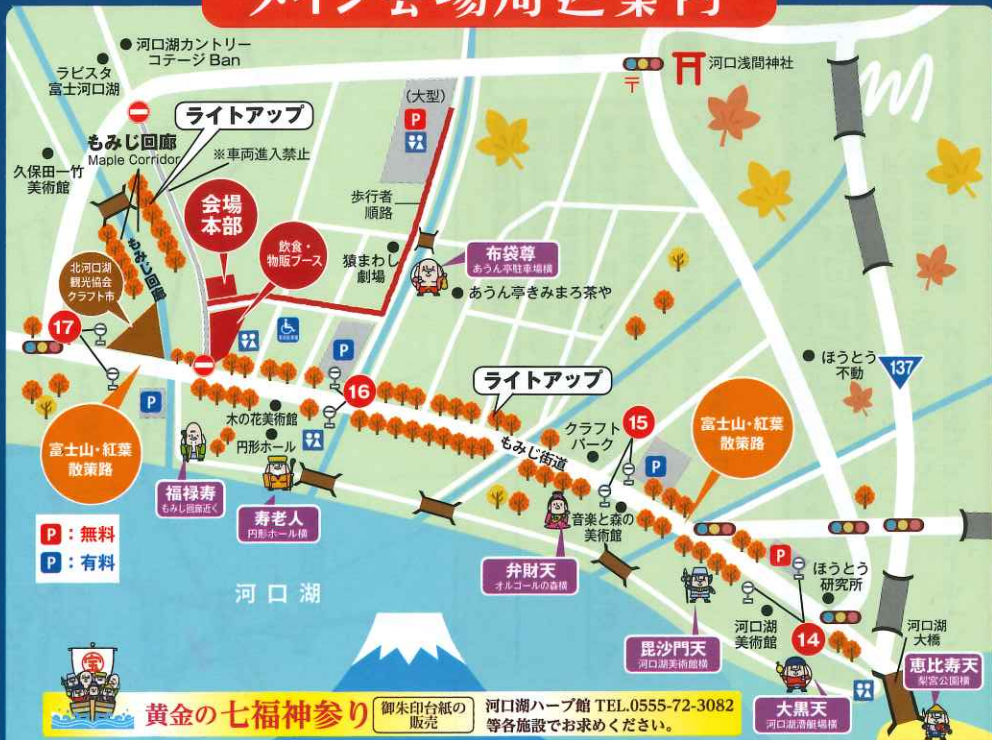 メイン会場周辺案内
河口湖カントリー
コテージ Ban
ラビスタ
富士河口湖
もみじ回廊
Maple Corridor
ライトアップ
※車両進入禁止
久保田一竹
美術館
(大型)
P
歩行者
順路
河口浅間神社
会場
本部
飲食・
物販ブース
もみじ回廊
北河口湖
観光協会
クラフト市
猿まわし
劇場
布袋尊
あうん亭駐車場横
あうん亭きみまろ茶や
17
P
P
16
ライトアップ
ほうとう
不動
137
富士山・紅葉
散策路
木の花美術館
円形ホール
福禄寿
もみじ回廊近く
寿老人
円形ホール横
もみじ街道
クラフト
パーク
15
P
富士山・紅葉
散策路
音楽と森の
美術館
弁財天
オルゴールの森横
P:無料
P:有料
河口湖
P
ほうとう
研究所
河口湖
美術館
14
毘沙門天
河口湖美術館横
大黒天
河口湖漕艇場横
河口湖
大橋
恵比寿天
梨宮公園横
宝
黄金の七福神参り
御朱印台紙の
販売
河口湖ハーブ館 TEL.0555-72-3082
等各施設でお求めください。